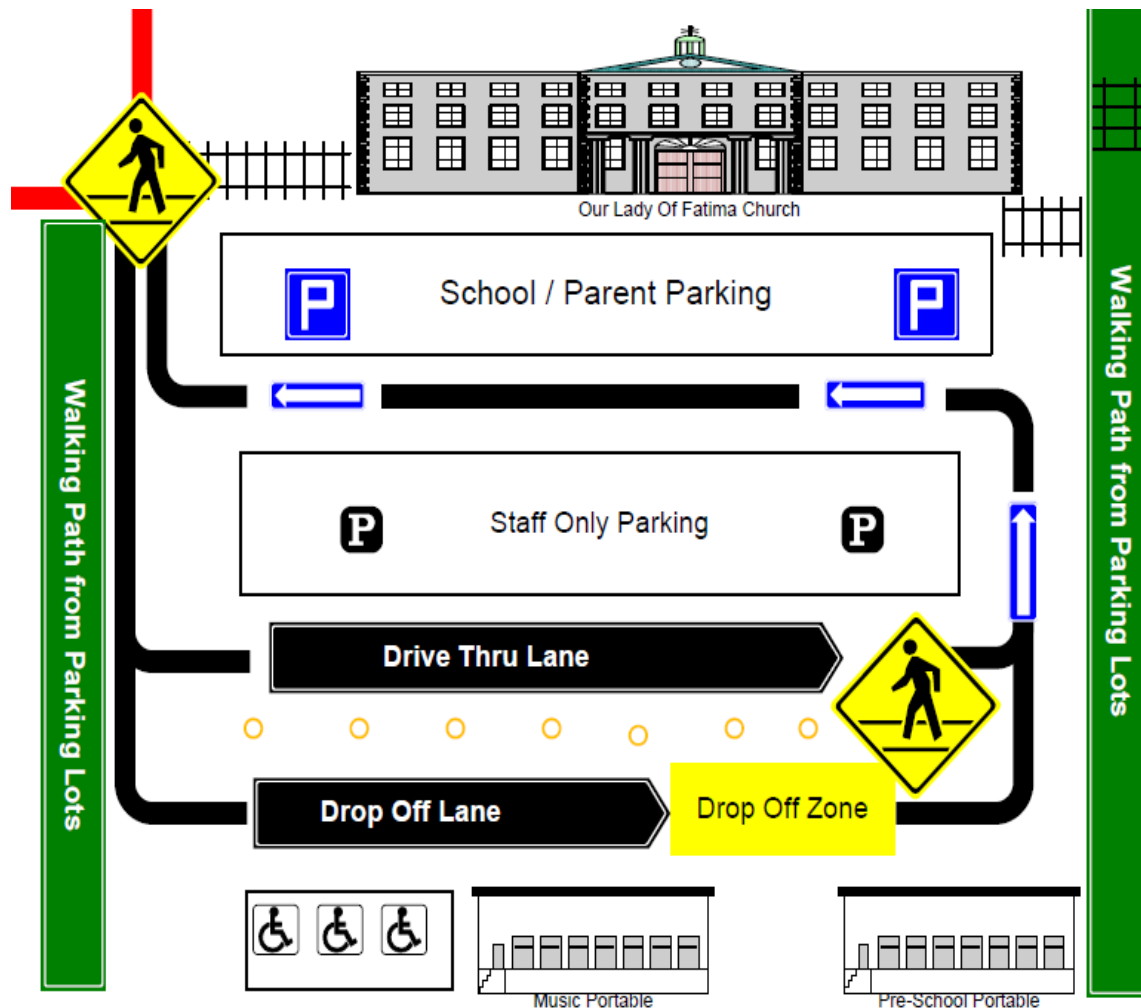 Our Lady Of Fatima Church
P
School / Parent Parking
P
Walking Path from Parking Lots
Walking Path from Parking Lots
P
Staff Only Parking
P
Drive Thru Lane
Drop Off Lane
Drop Off Zone
Music Portable
Pre-School Portable